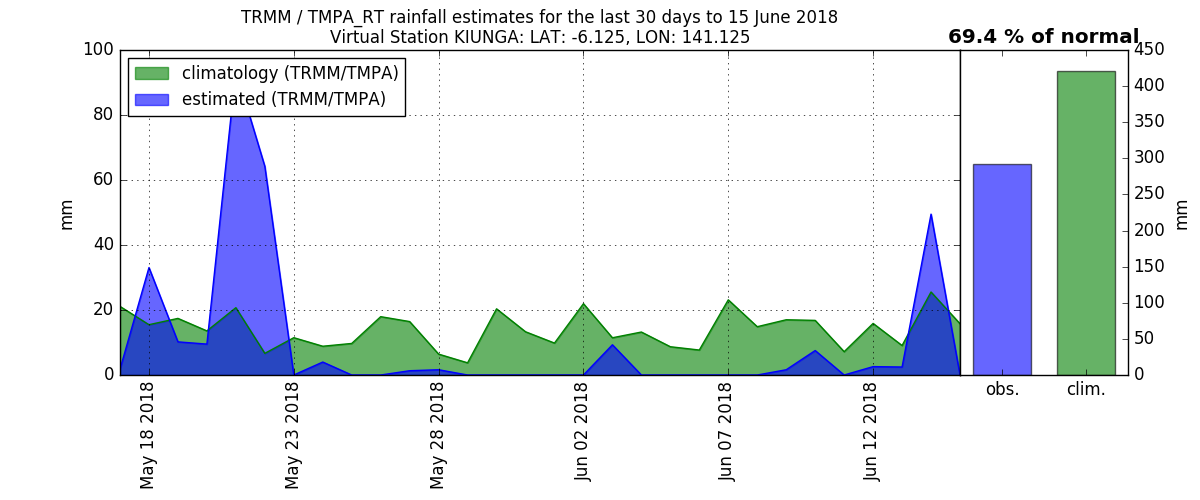 TRMM / TMPA_RT rainfall estimates for the last 30 days to 15 June 2018
Virtual Station KIUNGA: LAT: -6.125, LON: 141.125
69.4 % of normal
climatology (TRMM/TMPA)
estimated (TRMM/TMPA)
100
80
60
40
20
0
mm
May 18 2018
May 23 2018
May 28 2018
Jun 02 2018
Jun 07 2018
Jun 12 2018
450
400
350
300
250
200
150
100
50
0
mm
obs.
clim.